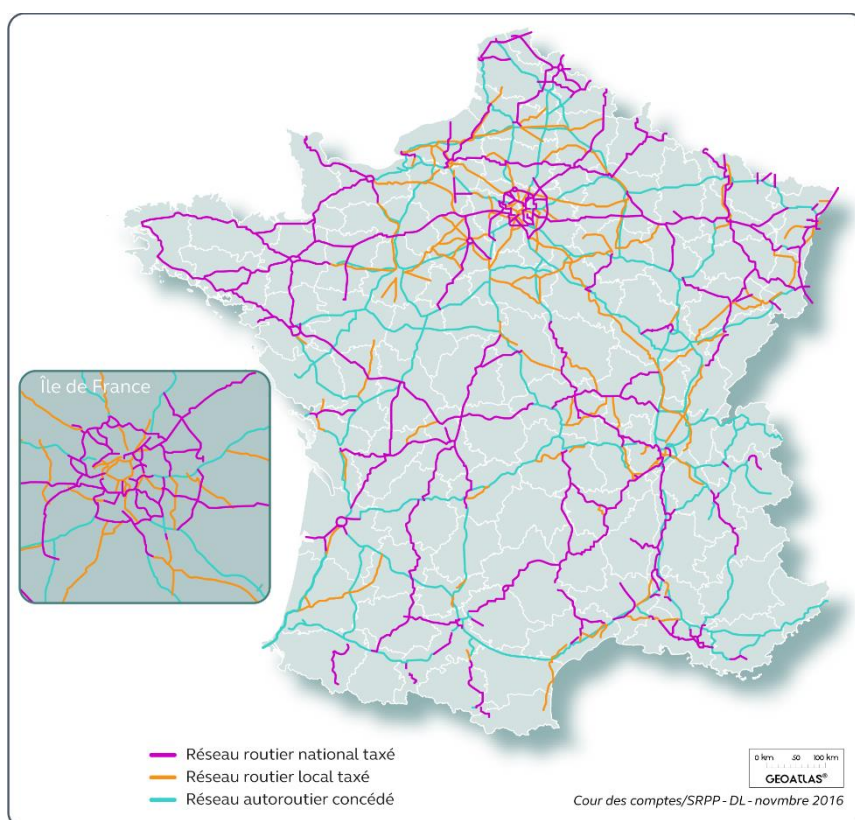 Île de France
Réseau routier national taxé
Réseau routier local taxé
Réseau autoroutier concédé
0 km 50 100 km
GEOATLAS®
Cour des comptes/SRPP - DL - novmbre 2016